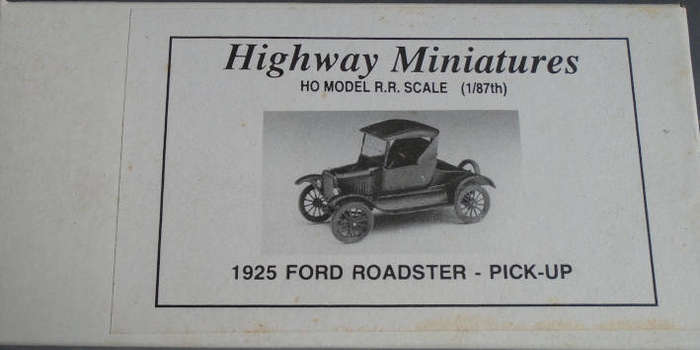 Highway Miniatures
HO MODEL R.R. SCALE (1/87th)
1925 FORD ROADSTER - PICK-UP